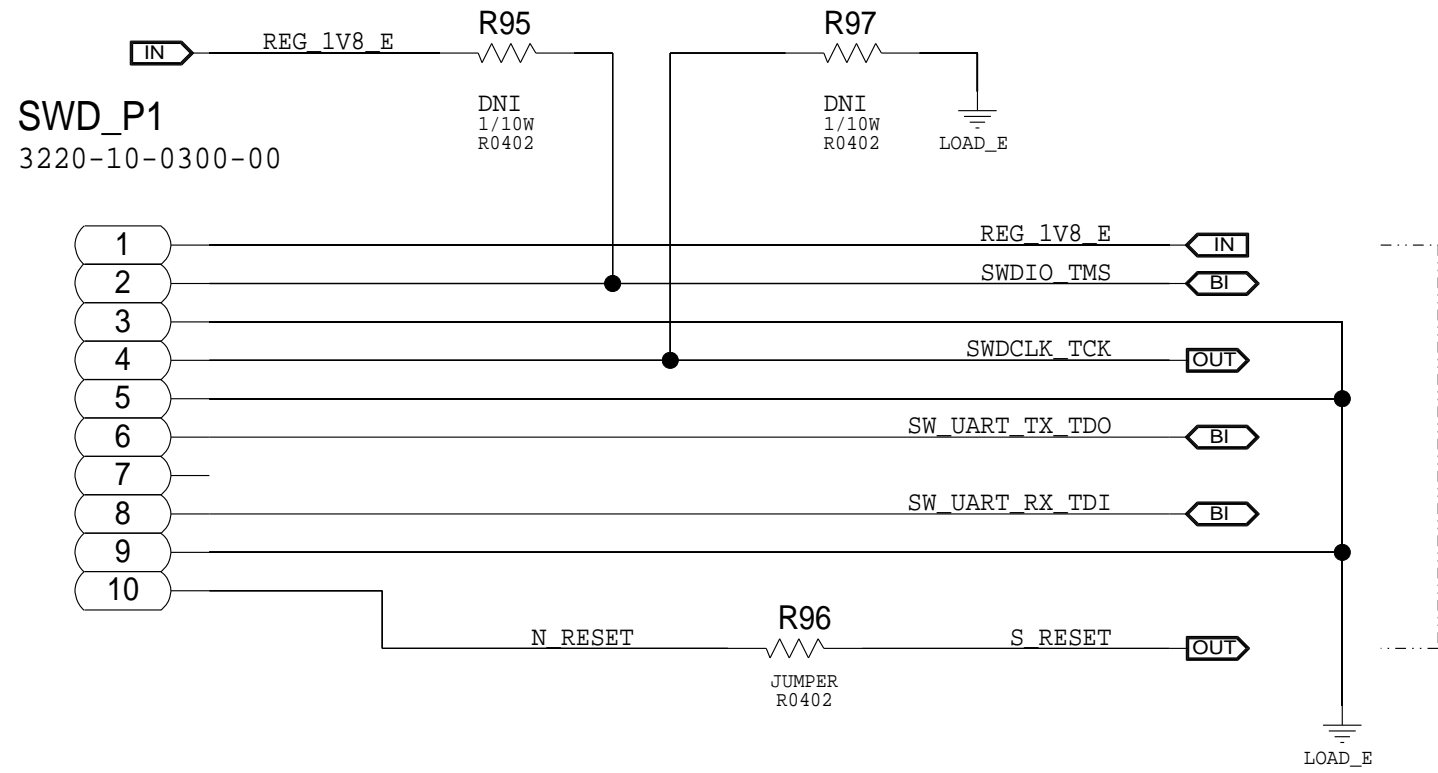 R95
R97
IN
REG_1V8_E
DNI
1/10W
R0402
DNI
1/10W
R0402
LOAD_E
SWD_P1
3220-10-0300-00
1
REG_1V8_E
IN
2
SWDIO_TMS
BI
3
4
SWDCLK_TCK
OUT
5
6
SW_UART_TX_TDO
BI
7
8
SW_UART_RX_TDI
BI
9
10
R96
N_RESET
S_RESET
OUT
JUMPER
R0402
LOAD_E